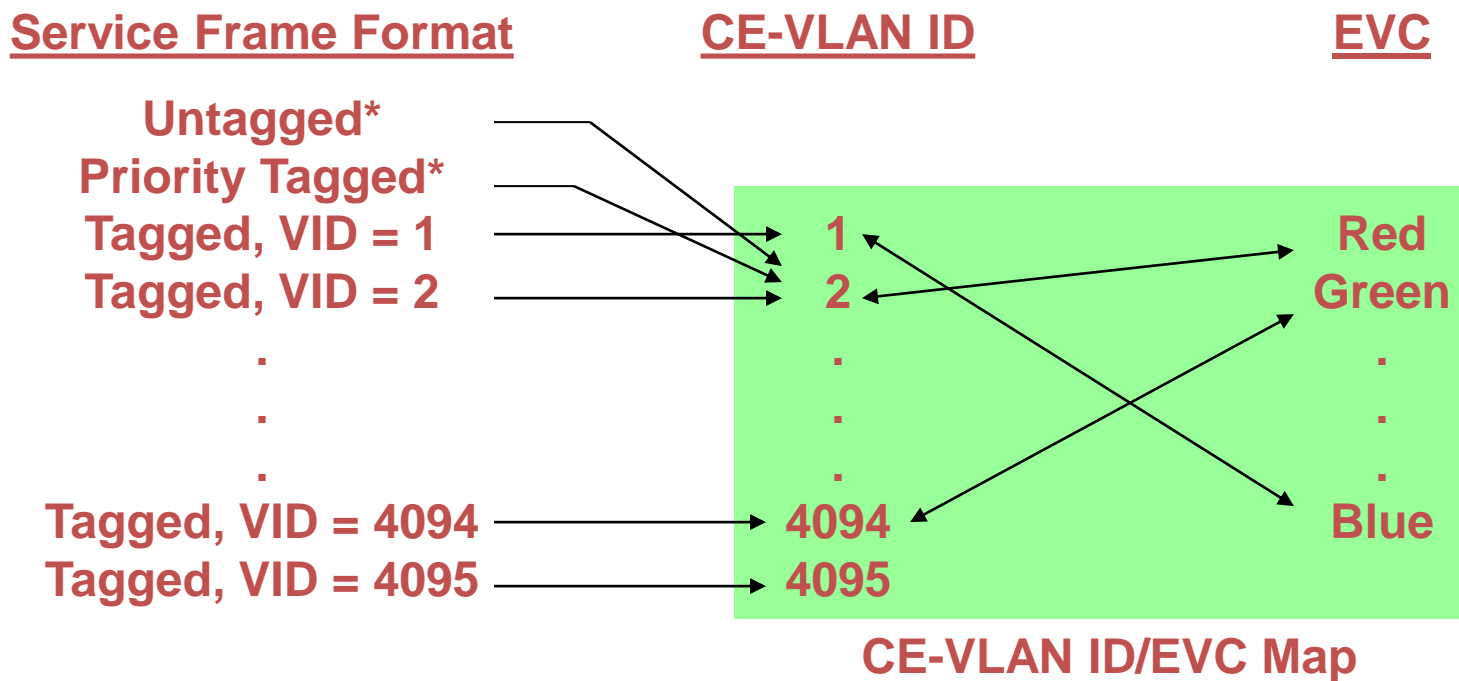 Service Frame Format CE-VLAN ID EVC
Untagged*
Priority Tagged*
Tagged, VID = 1 1 Red
Tagged, VID = 2 2 Green
. . .
. . .
. . .
Tagged, VID = 4094 4094 Blue
Tagged, VID = 4095 4095
CE-VLAN ID/EVC Map